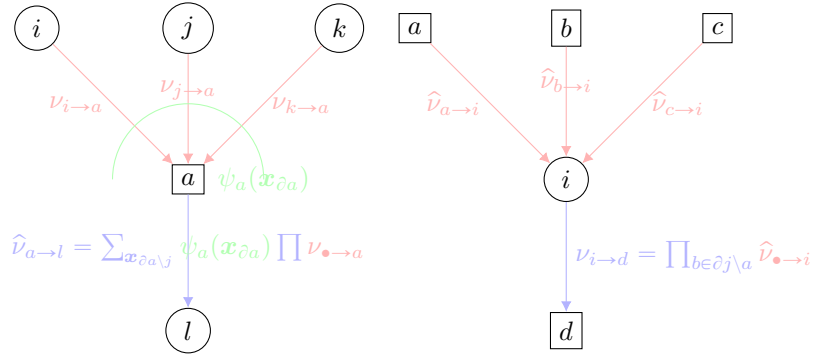 i j k a b c
ν_{i→a} ν_{j→a} ν_{k→a} ν̂_{a→i} ν̂_{b→i} ν̂_{c→i}
a ψ_a(𝒙_{∂a}) i
ν̂_{a→l} = ∑_{𝒙_{∂a\j}} ψ_a(𝒙_{∂a}) ∏ ν_{•→a} ν_{i→d} = ∏_{b∈∂j\a} ν̂_{•→i}
l d